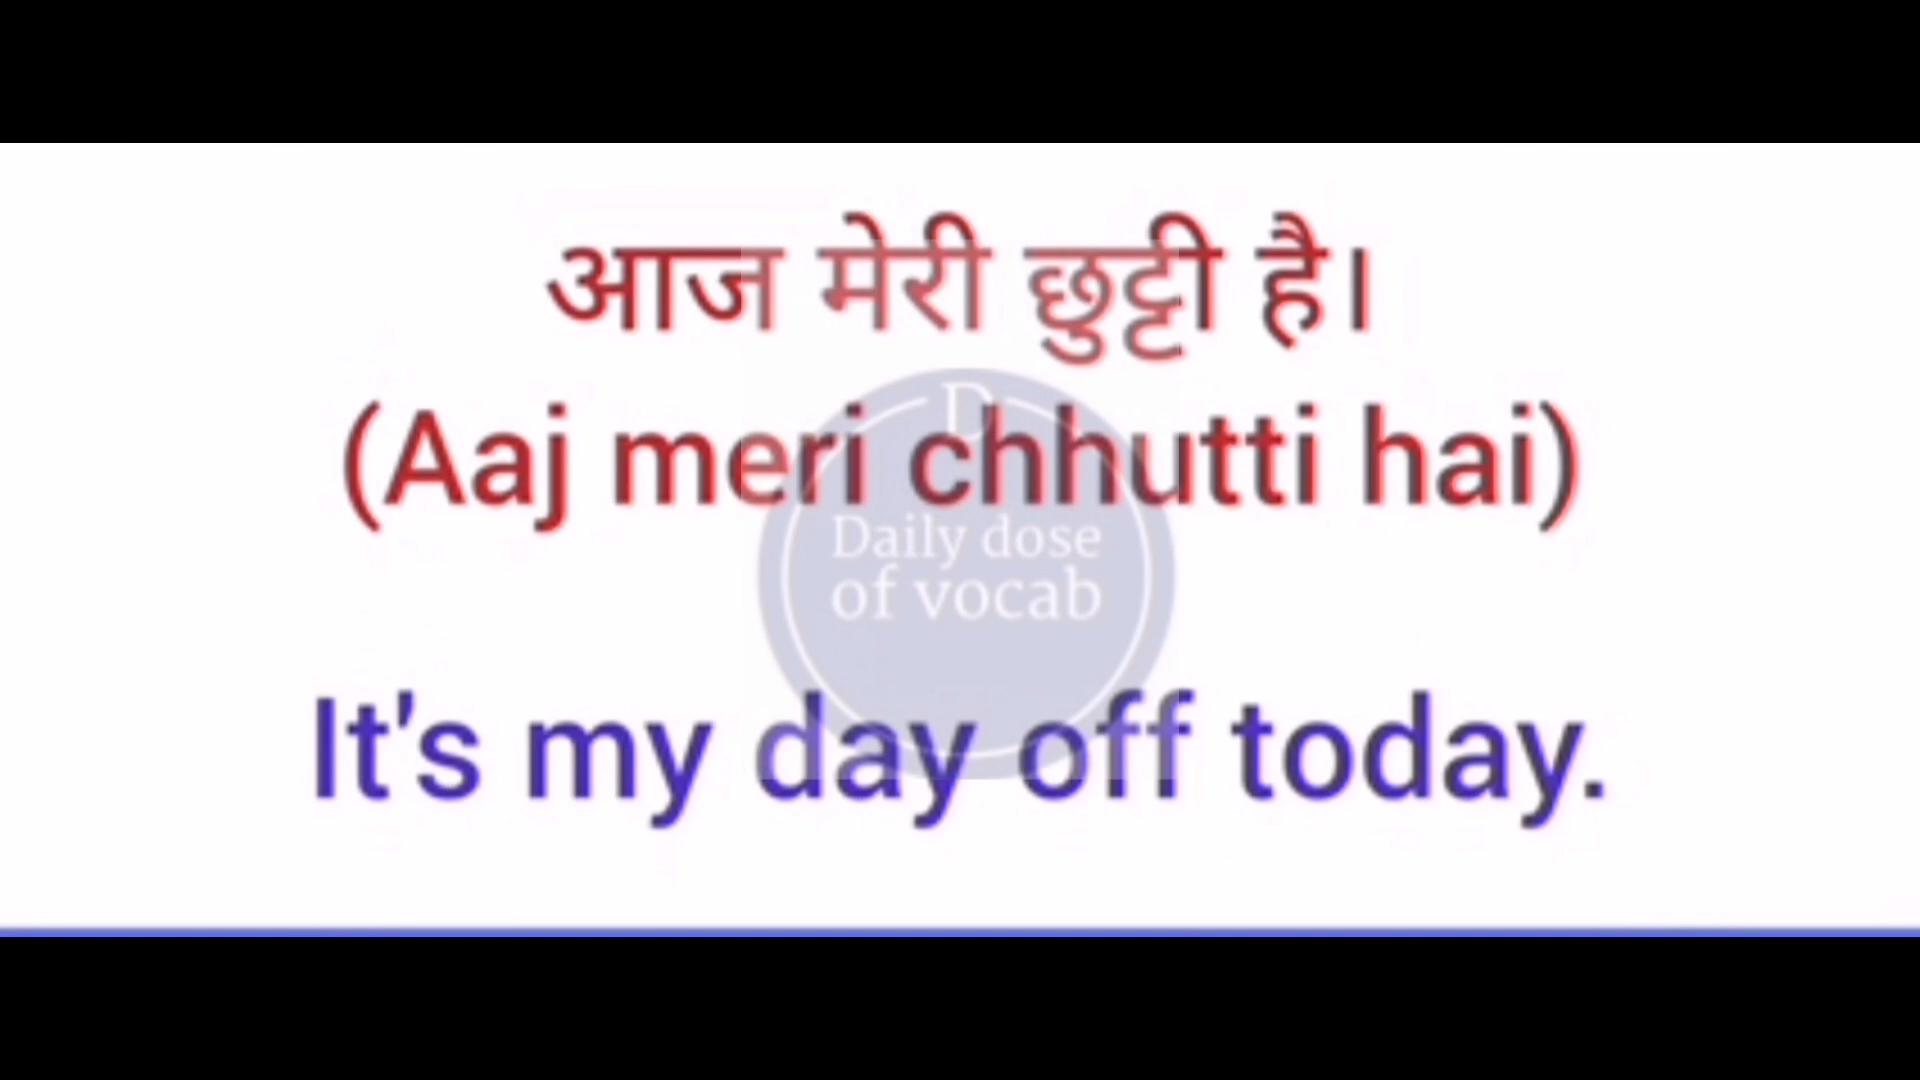 आज मेरी छुट्टी है।
(Aaj meri chhutti hai)
D
Daily dose
of vocab
It's my day off today.